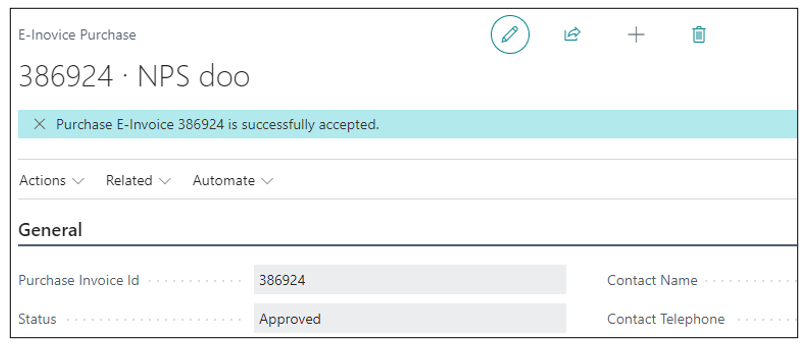 E-Inovice Purchase
386924 · NPS doo
Purchase E-Invoice 386924 is successfully accepted.
Actions Related Automate
General
Purchase Invoice Id 386924 Contact Name
Status Approved Contact Telephone